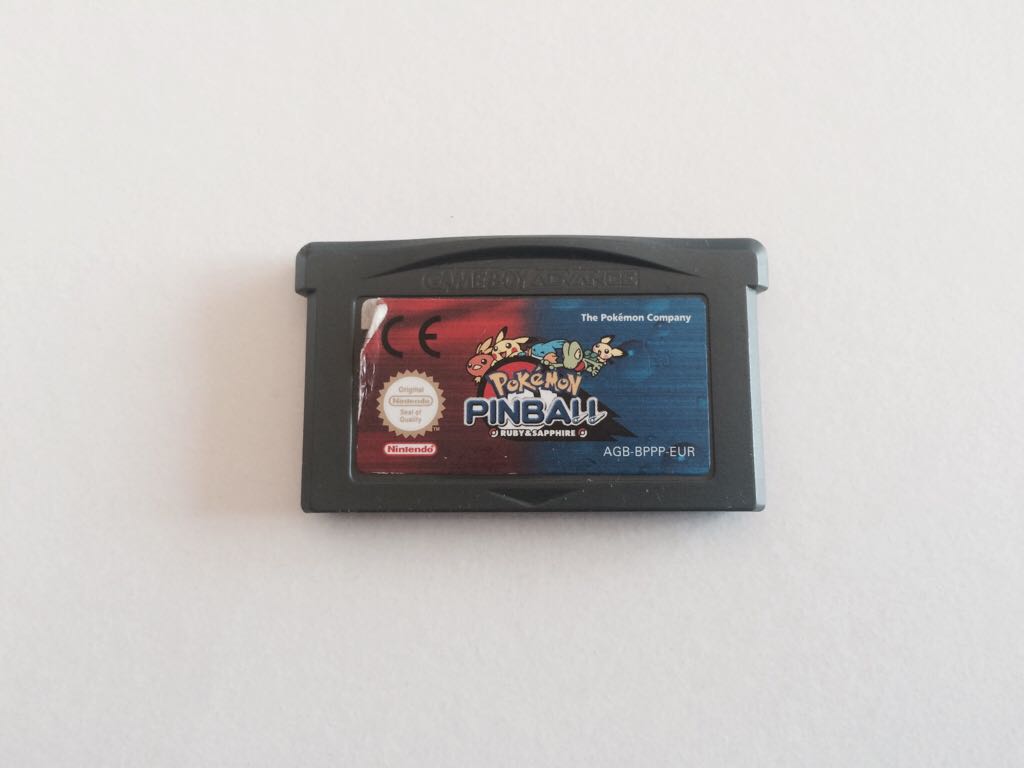 GAME BOY ADVANCE
CE
The Pokémon Company
Original
Nintendo
Seal of
Quality
TM
Nintendo
POKéMON
PINBALL
RUBY & SAPPHIRE
AGB-BPPP-EUR